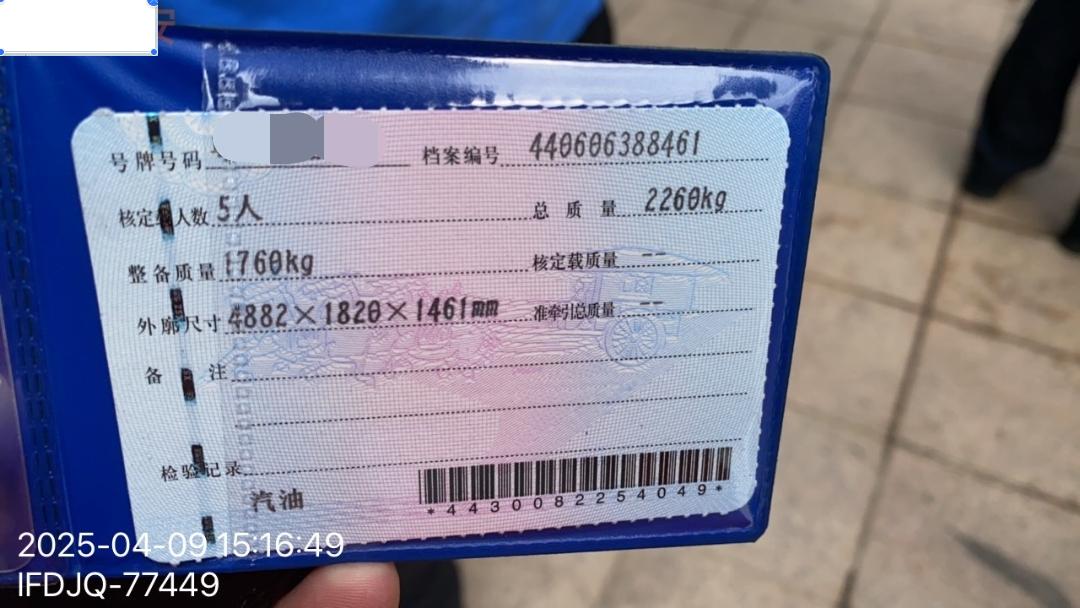 号牌号码 档案编号 440606388461
核定 人数 5人 总质量 2260kg
整备质量 1760kg 核定载质量 --
外廓尺寸 4882×1820×1461mm 准牵引总质量 --
备注
检验记录
汽油
*4430082254049*
2025-04-09 15:16:49
IFDJQ-77449